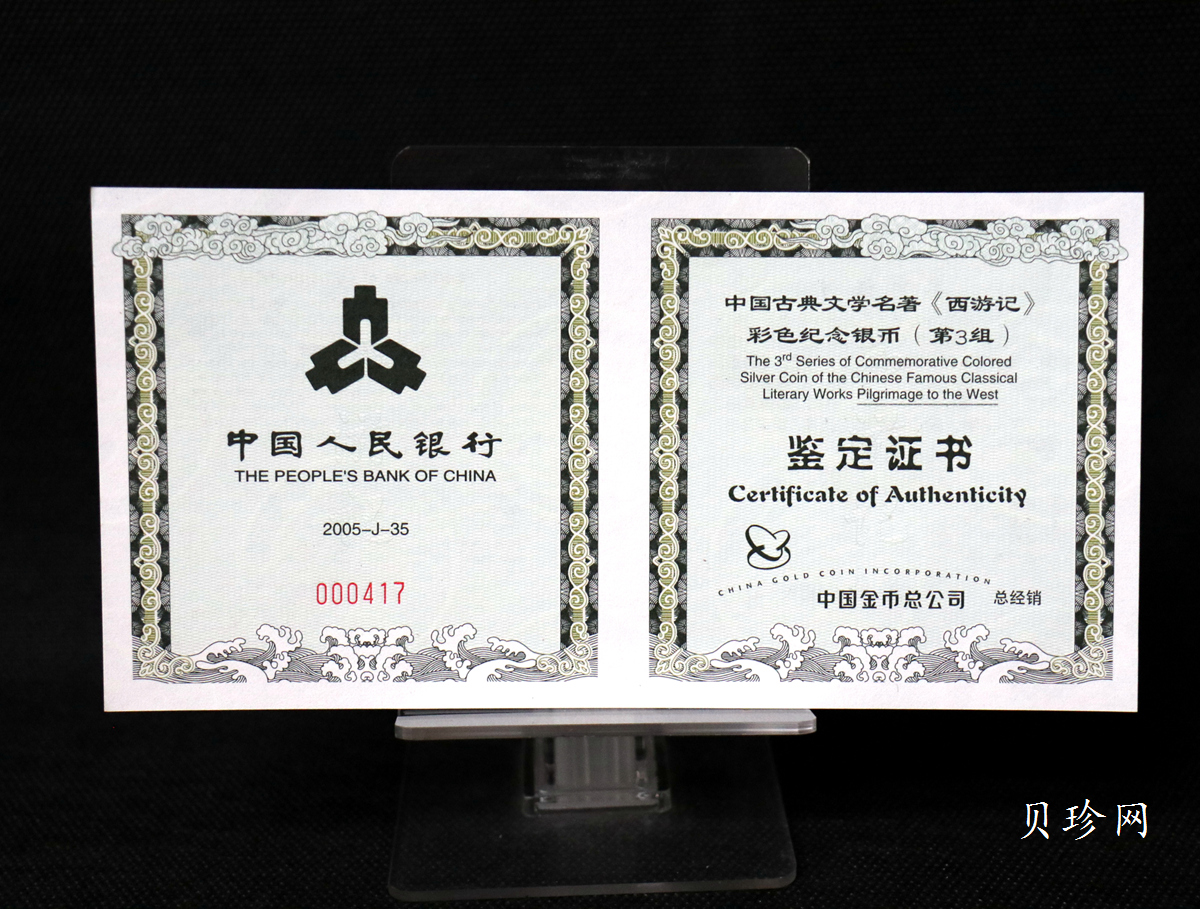 中国人民银行
THE PEOPLE'S BANK OF CHINA
2005-J-35
000417
中国古典文学名著《西游记》
彩色纪念银币（第3组）
The 3rd Series of Commemorative Colored
Silver Coin of the Chinese Famous Classical
Literary Works Pilgrimage to the West
鉴定证书
Certificate of Authenticity
CHINA GOLD COIN INCORPORATION
中国金币总公司 总经销
贝珍网